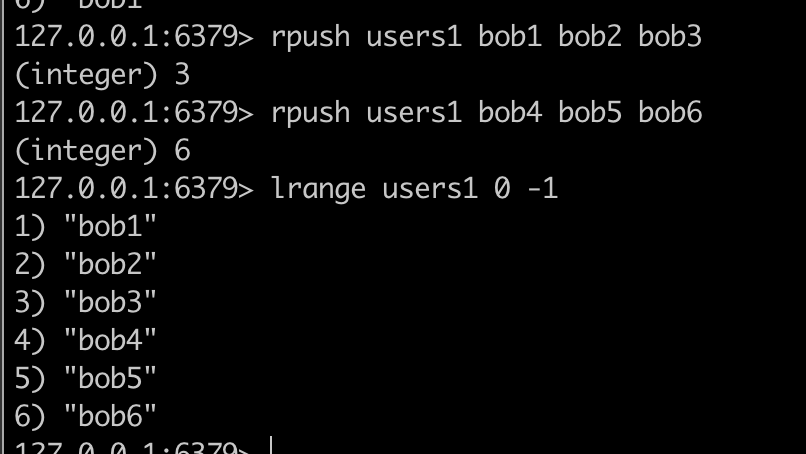 6) "bob1"
127.0.0.1:6379> rpush users1 bob1 bob2 bob3
(integer) 3
127.0.0.1:6379> rpush users1 bob4 bob5 bob6
(integer) 6
127.0.0.1:6379> lrange users1 0 -1
1) "bob1"
2) "bob2"
3) "bob3"
4) "bob4"
5) "bob5"
6) "bob6"
127.0.0.1:6379>